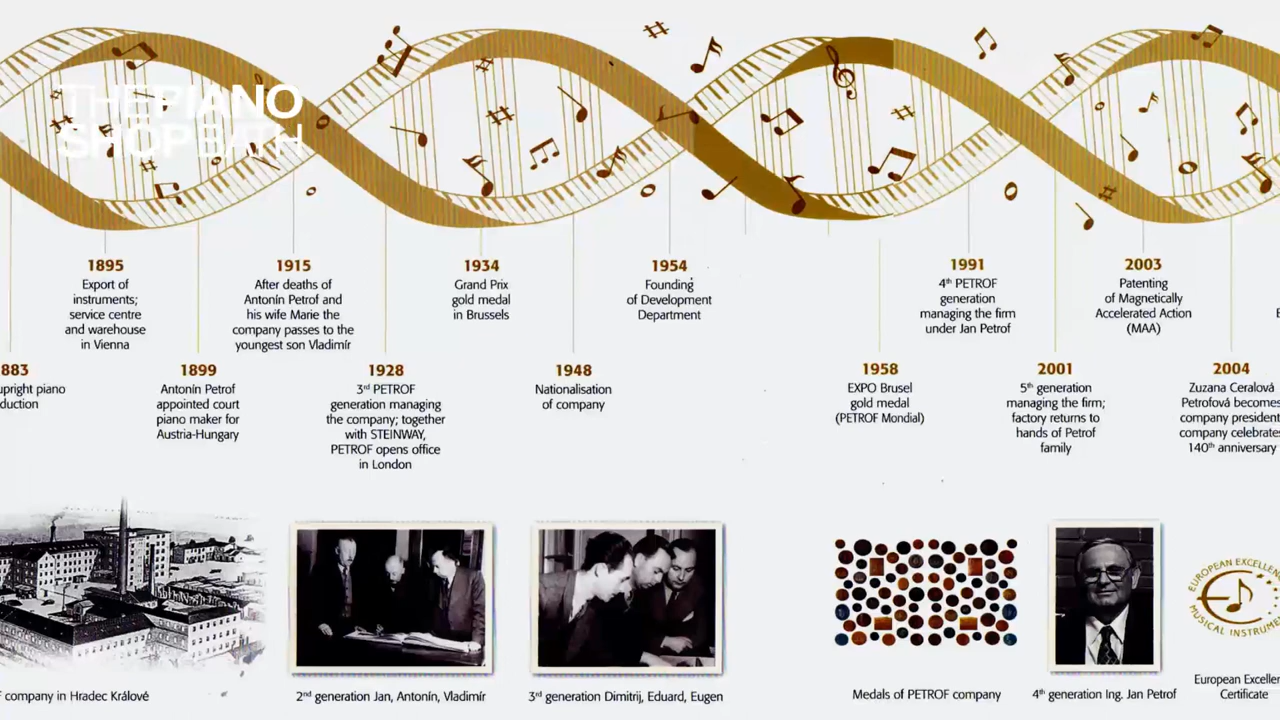 THEPIANO
SHOPBATH
1895
Export of
instruments;
service centre
and warehouse
in Vienna
1915
After deaths of
Antonín Petrof and
his wife Marie the
company passes to the
youngest son Vladimír
1934
Grand Prix
gold medal
in Brussels
1954
Founding
of Development
Department
1991
4th PETROF
generation
managing the firm
under Jan Petrof
2003
Patenting
of Magnetically
Accelerated Action
(MAA)
883
upright piano
duction
1899
Antonín Petrof
appointed court
piano maker for
Austria-Hungary
1928
3rd PETROF
generation managing
the company; together
with STEINWAY,
PETROF opens office
in London
1948
Nationalisation
of company
1958
EXPO Brusel
gold medal
(PETROF Mondial)
2001
5th generation
managing the firm;
factory returns to
hands of Petrof
family
2004
Zuzana Ceralová
Petrofová becomes
company president
company celebrates
140th anniversary
EUROPEAN EXCELLEN
MUSICAL INSTRUMEN
F company in Hradec Králové
2nd generation Jan, Antonín, Vladimír
3rd generation Dimitrij, Eduard, Eugen
Medals of PETROF company
4th generation Ing. Jan Petrof
European Excellen
Certificate